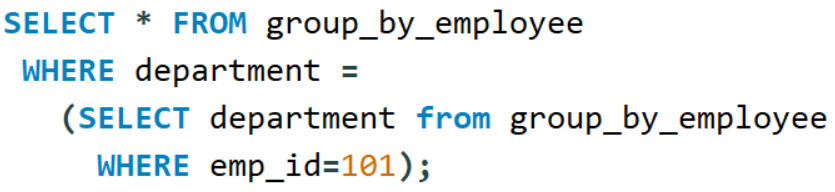 SELECT * FROM group_by_employee
WHERE department =
(SELECT department from group_by_employee
WHERE emp_id=101);